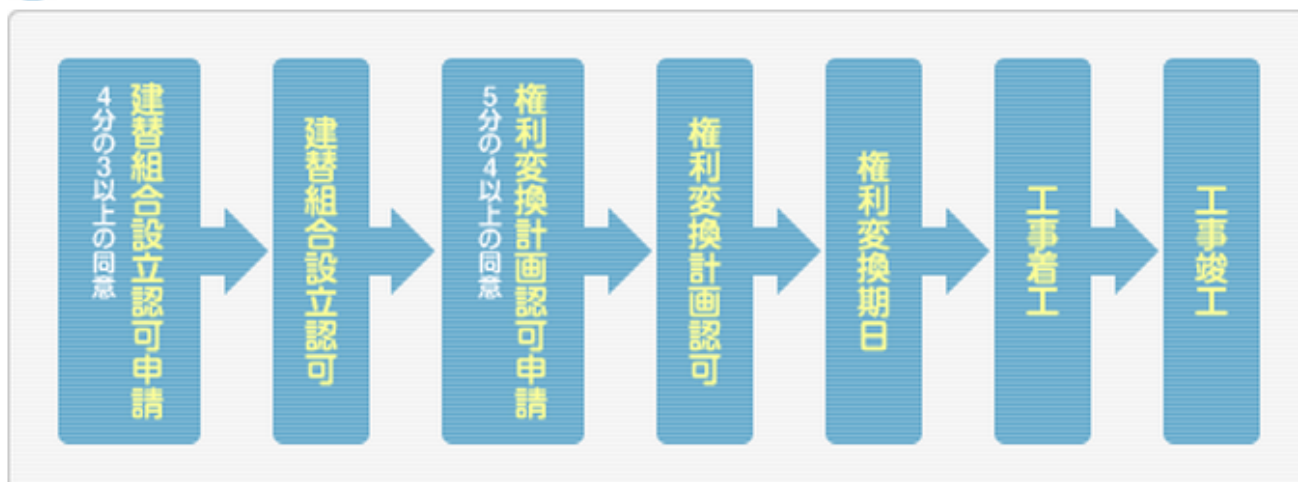 建替組合設立認可申請
4分の3以上の同意
建替組合設立認可
権利変換計画認可申請
5分の4以上の同意
権利変換計画認可
権利変換期日
工事着工
工事竣工